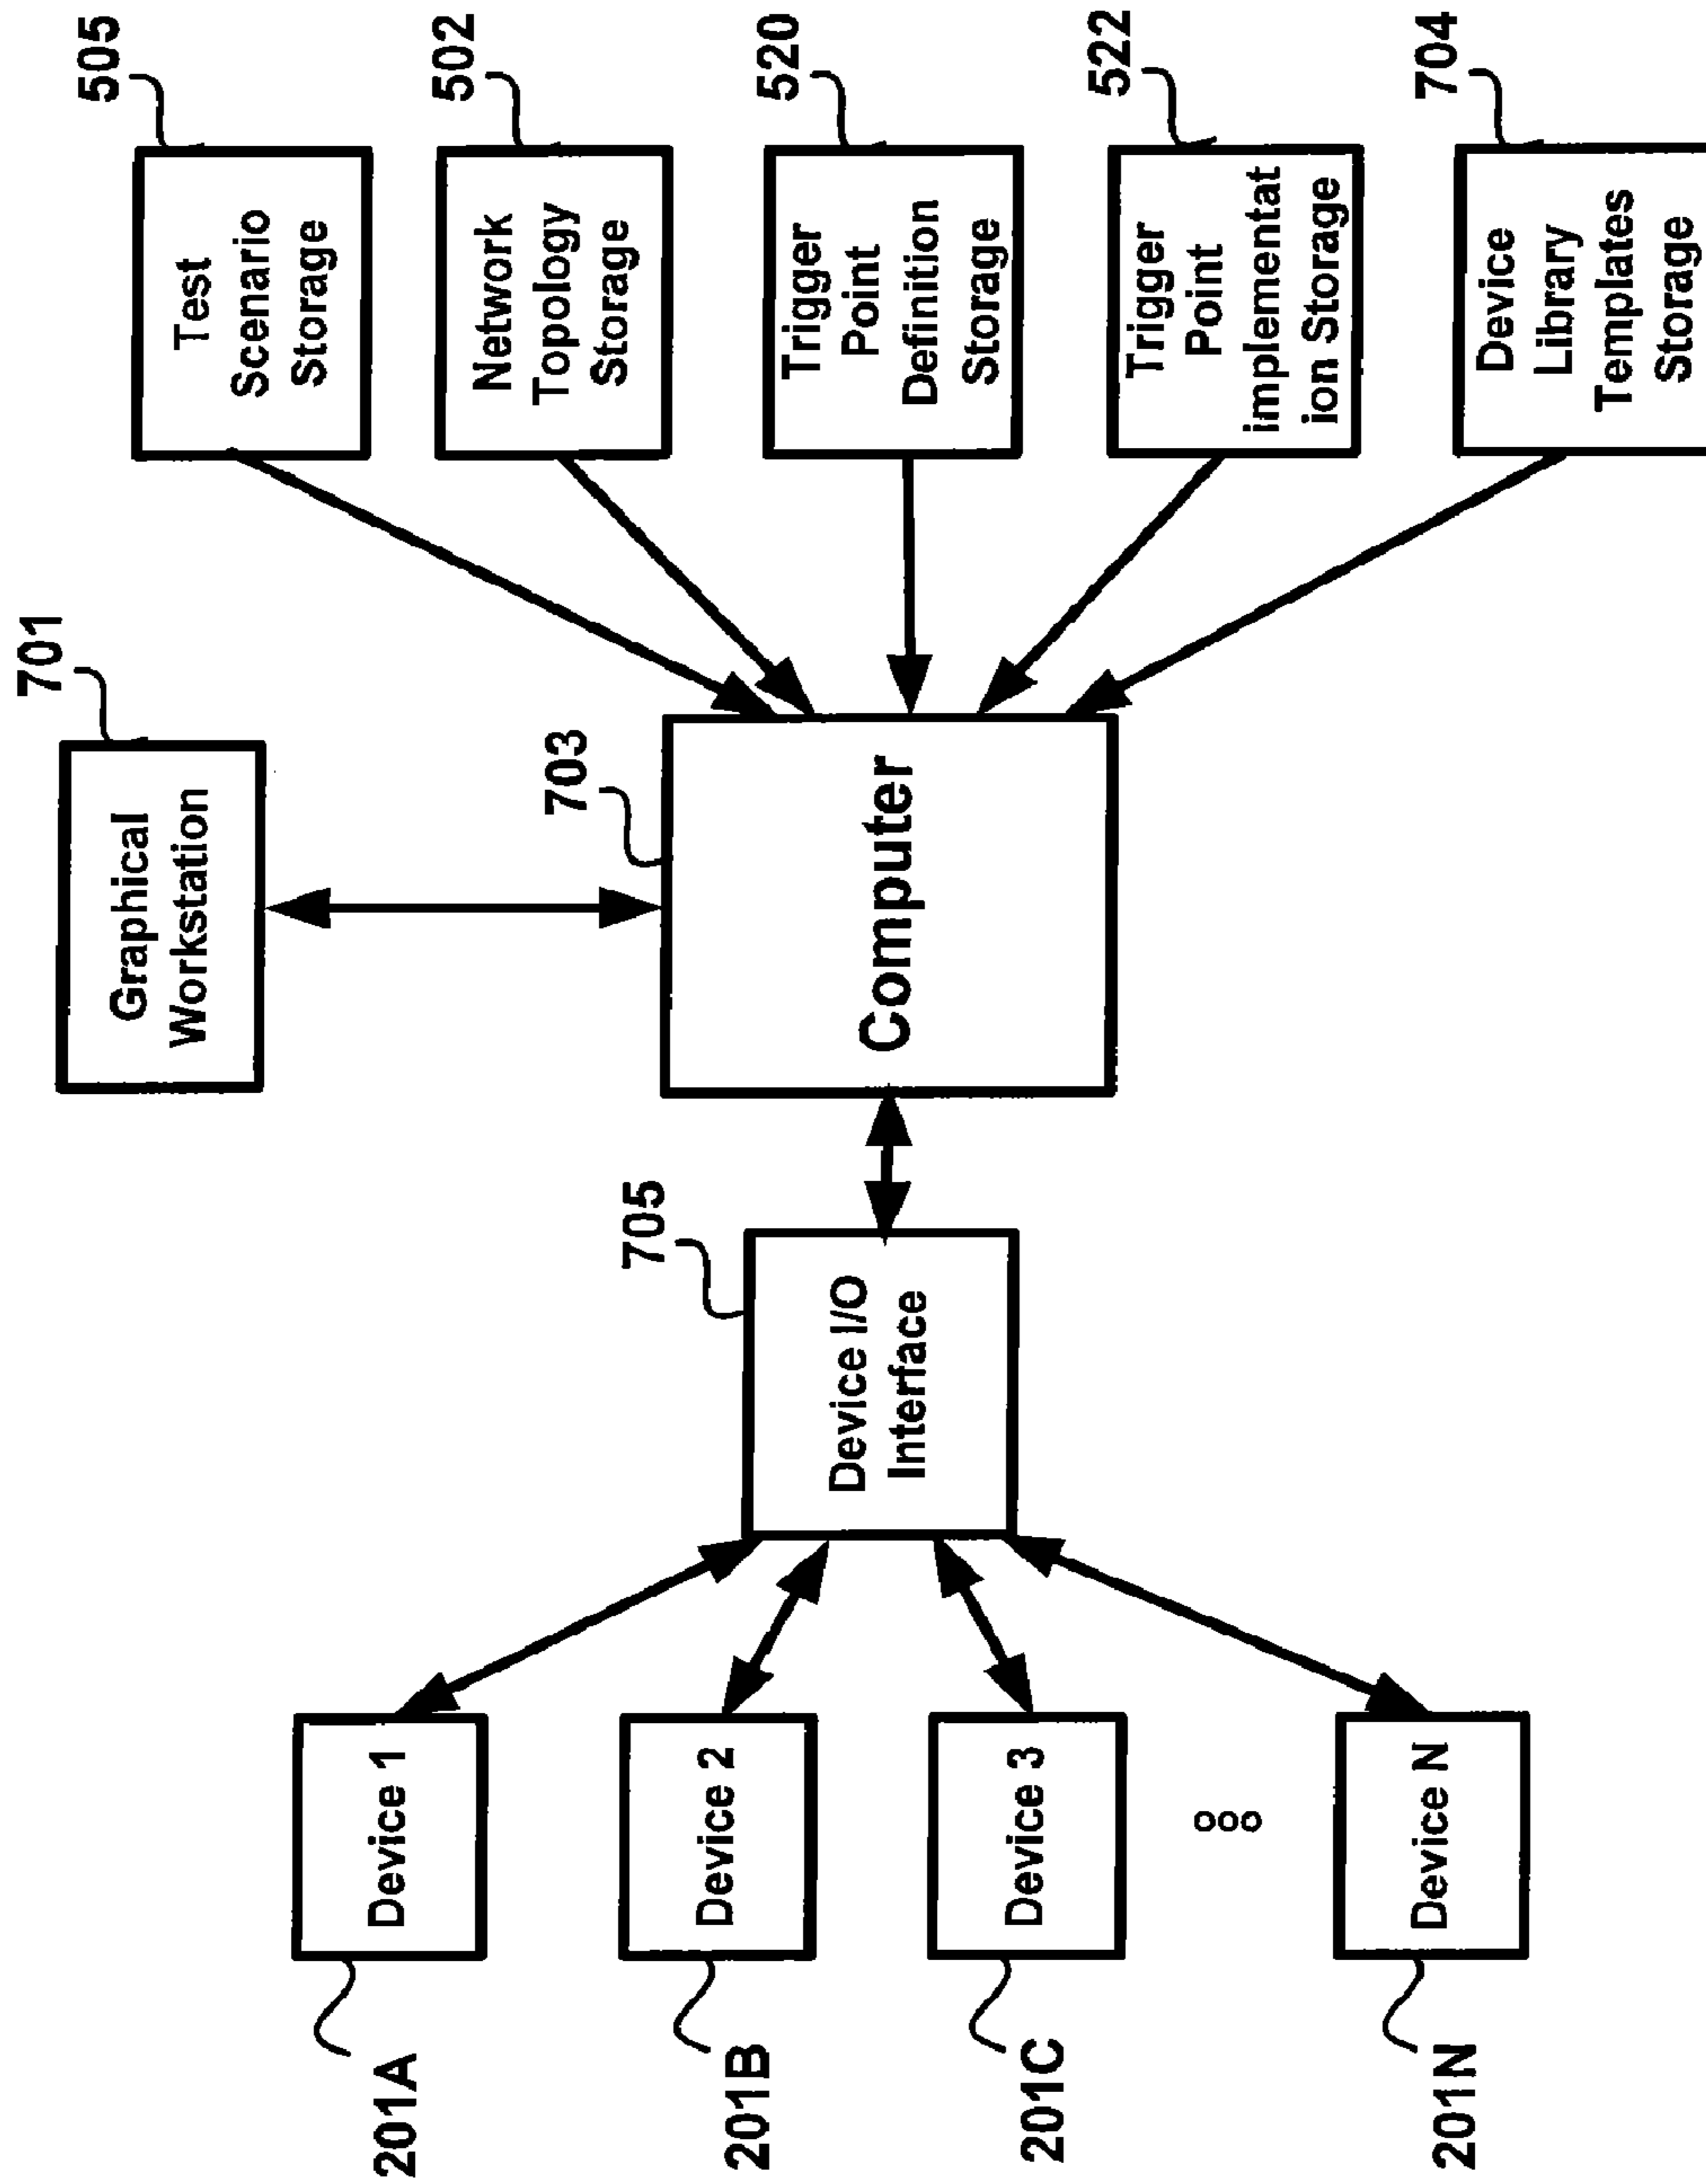 505
Test
Scenario
Storage
502
Network
Topology
Storage
520
Trigger
Point
Definition
Storage
522
Trigger
Point
implementat
ion Storage
704
Device
Library
Templates
Storage
701
Graphical
Workstation
703
Computer
705
Device I/O
Interface
Device 1
201A
Device 2
201B
Device 3
201C
Device N
201N